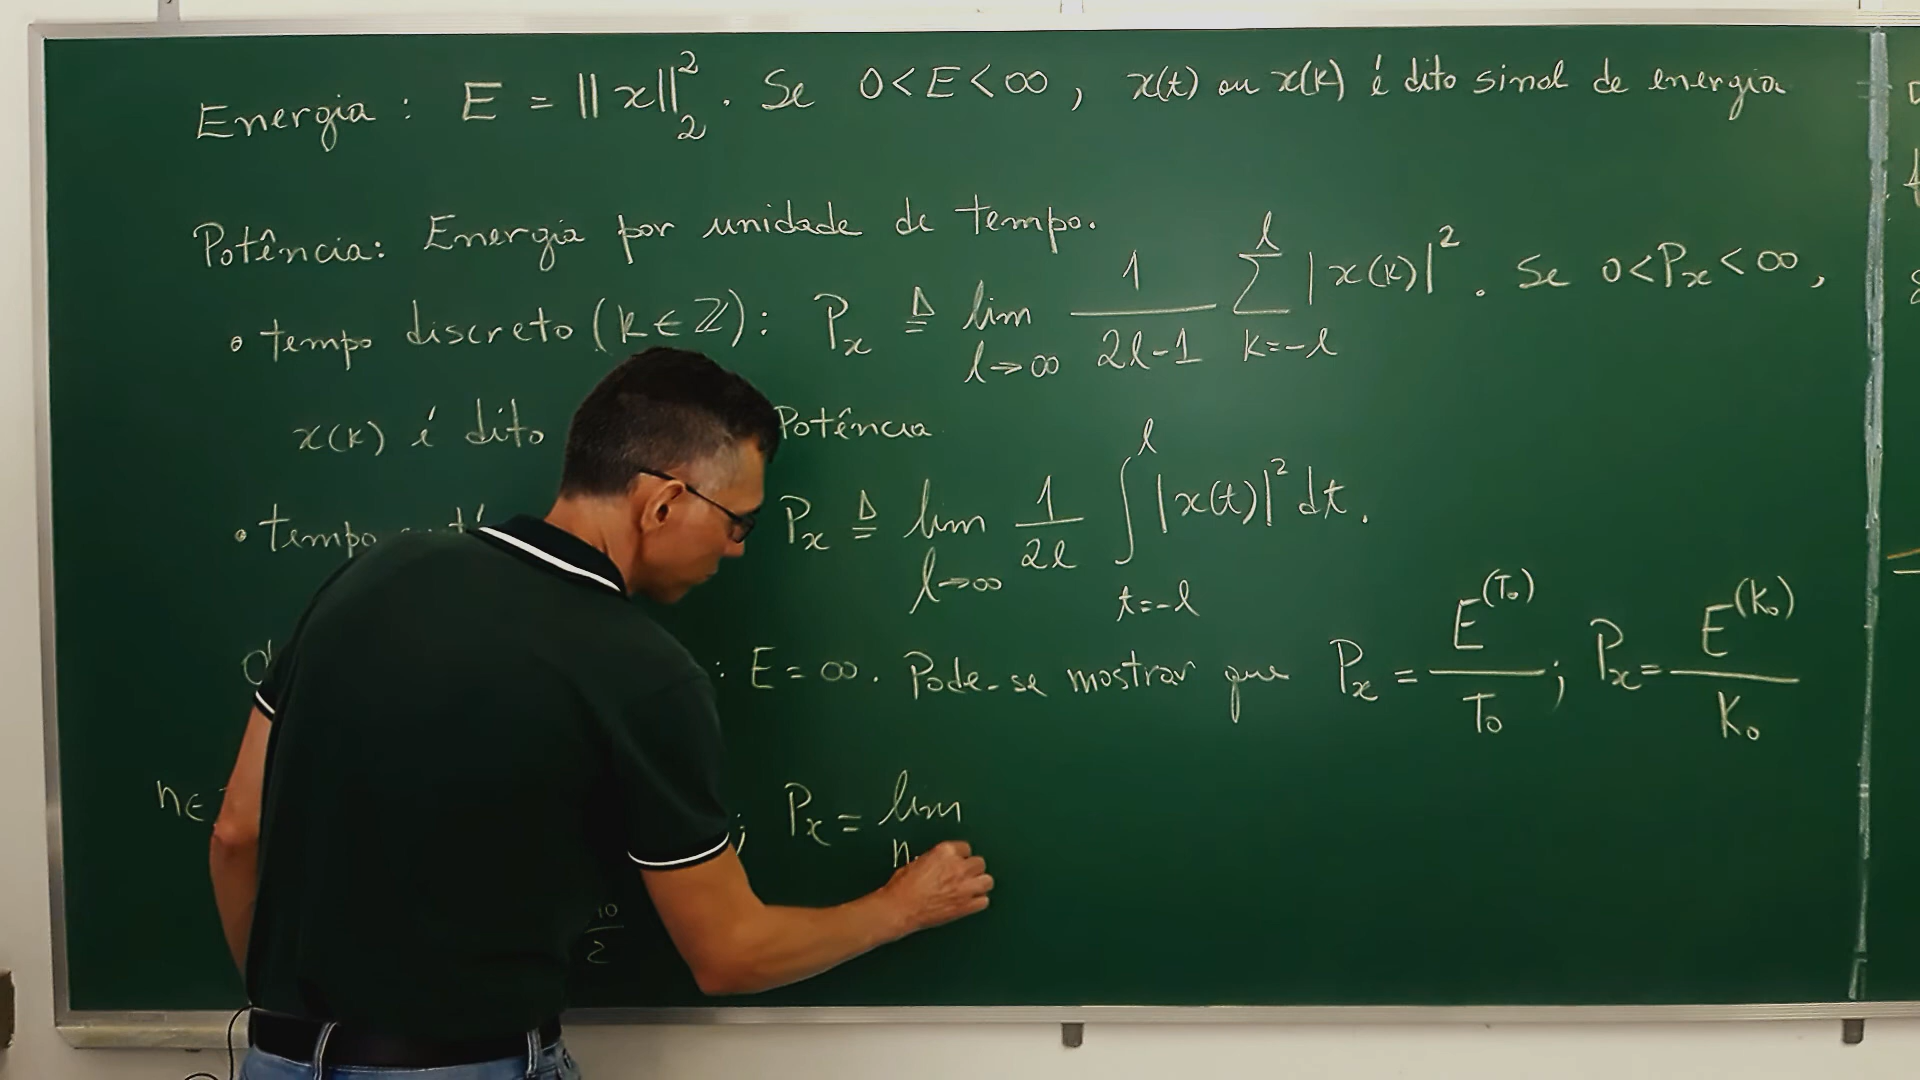 Energia: E = ||x||₂². Se 0<E<∞, x(t) ou x(k) é dito sinal de energia
Potência: Energia por unidade de tempo.
• tempo discreto (k∈ℤ): Pₓ ≜ lim l→∞ 1/(2l-1) ∑ k=-l l |x(k)|². Se 0<Pₓ<∞,
x(k) é dito Potência
• tempo Pₓ ≜ lim l→∞ 1/2l ∫ t=-l l |x(t)|² dt.
: E = ∞. Pode-se mostrar que Pₓ = E^(T₀)/T₀; Pₓ = E^(K₀)/K₀
n∈ ; Pₓ = lim n
10/2